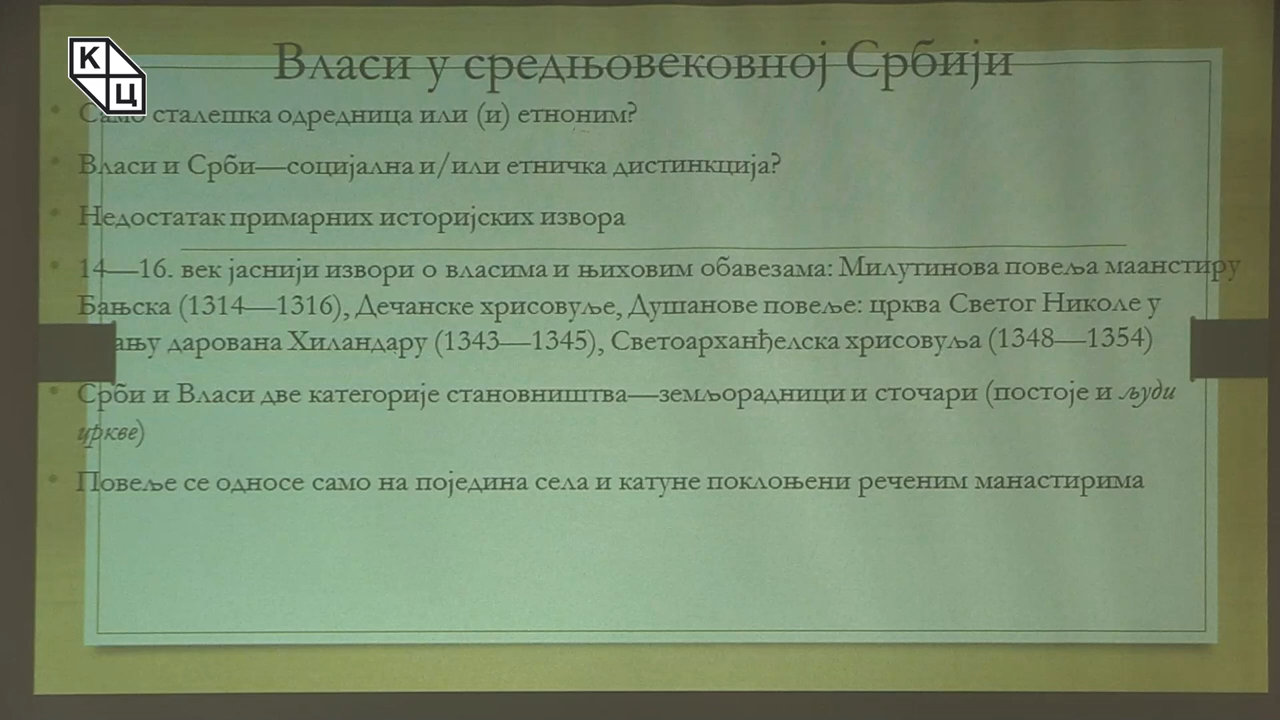 К
Ц
Власи у средњовековној Србији
Само сталешка одредница или (и) етноним?
Власи и Срби—социјална и/или етничка дистинкција?
Недостатак примарних историјских извора
14—16. век јаснији извори о власима и њиховим обавезама: Милутинова повеља маанстиру
Бањска (1314—1316), Дечанске хрисовуље, Душанове повеље: црква Светог Николе у
дарована Хиландару (1343—1345), Светоарханђелска хрисовуља (1348—1354)
Срби и Власи две категорије становништва—земљорадници и сточари (постоје и људи
цркве)
Повеље се односе само на поједина села и катуне поклоњени реченим манастирима